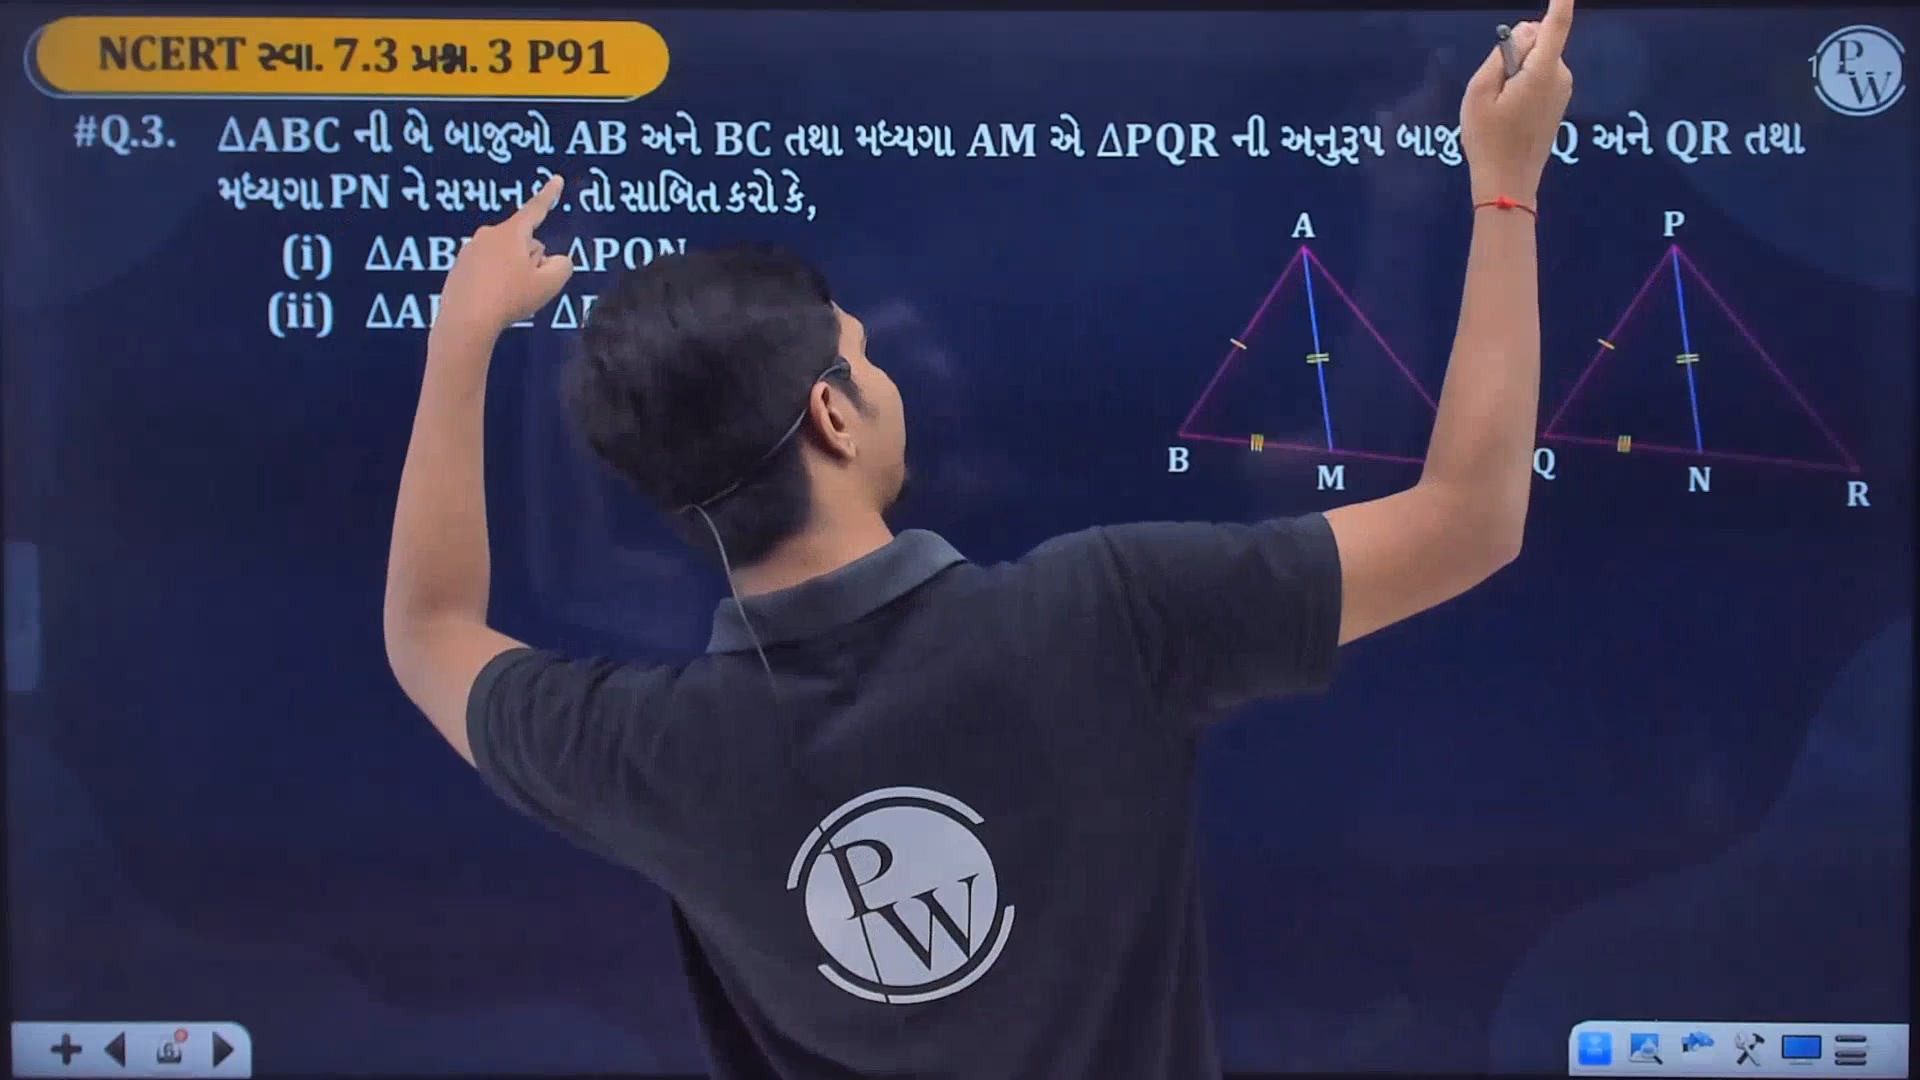 NCERT સ્વા. 7.3 પ્રશ્ન. 3 P91
#Q.3. ΔABC ની બે બાજુઓ AB અને BC તથા મધ્યગા AM એ ΔPQR ની અનુરૂપ બાજુ Q અને QR તથા
મધ્યગા PN ને સમાન છે. તો સાબિત કરો કે,
(i) ΔAB ΔPQN
(ii)
A
P
B
M
Q
N
R
PW
PW